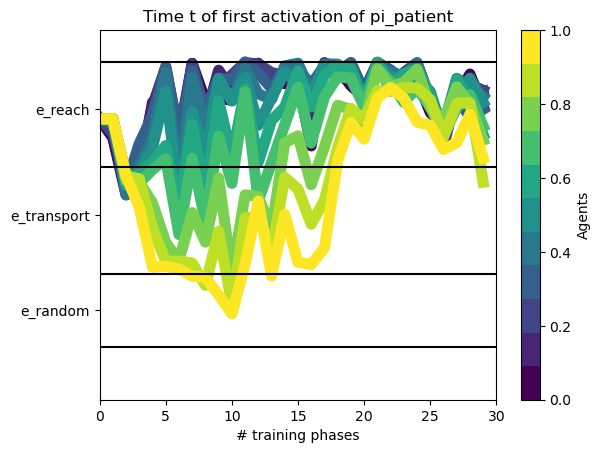 Time t of first activation of pi_patient
e_reach
e_transport
e_random
0
5
10
15
20
25
30
# training phases
1.0
0.8
0.6
0.4
0.2
0.0
Agents